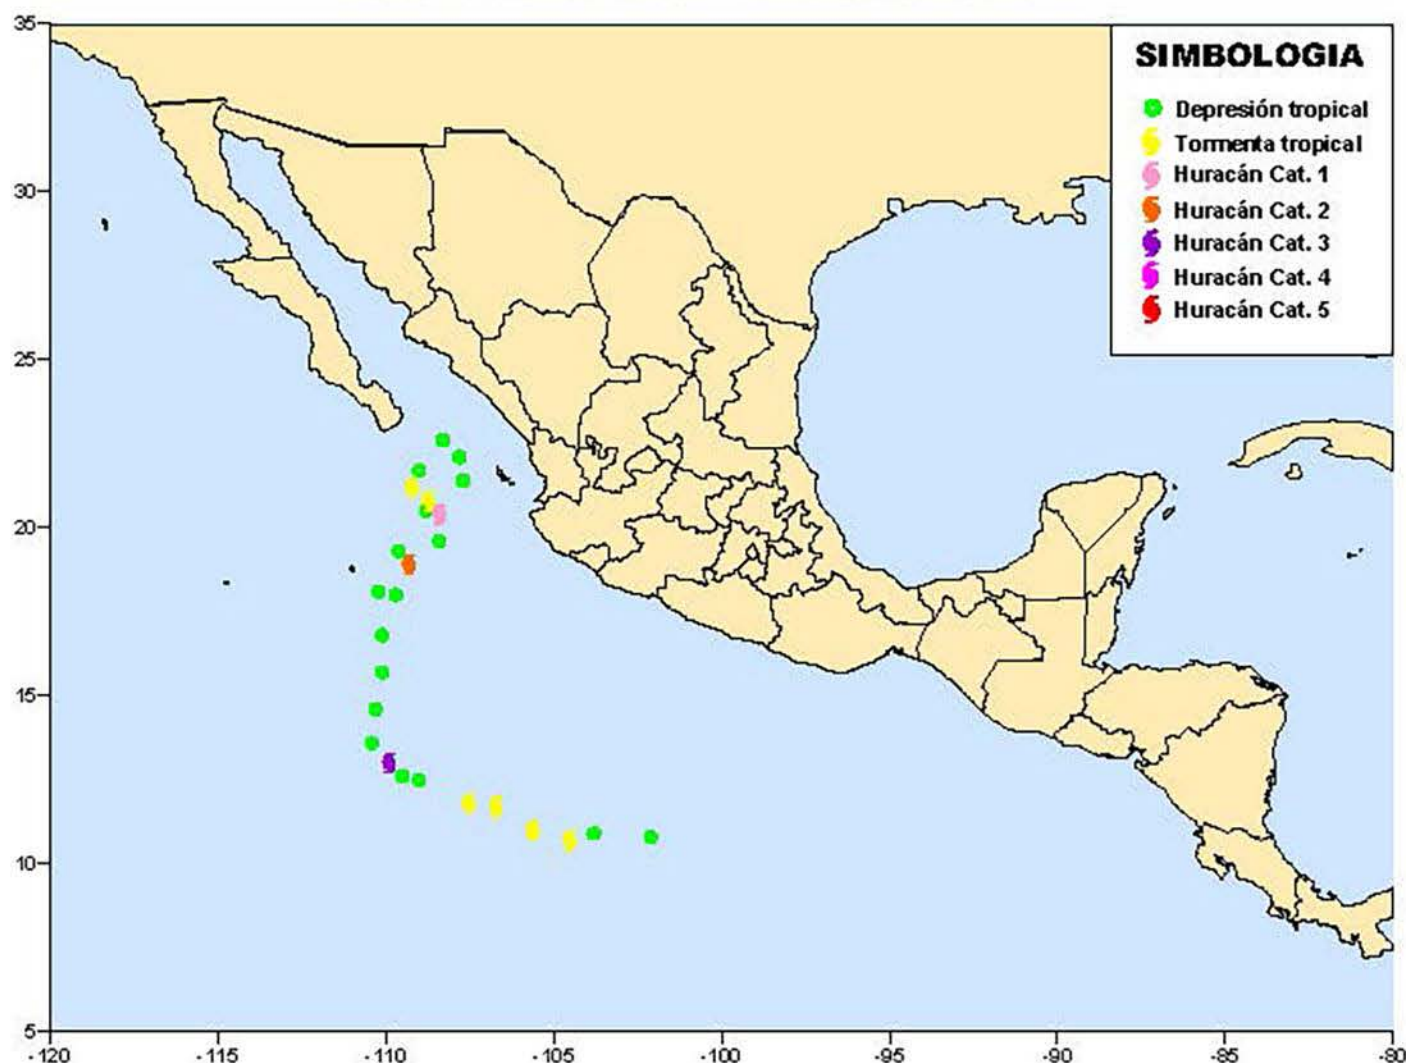 SIMBOLOGIA
Depresión tropical
Tormenta tropical
Huracán Cat. 1
Huracán Cat. 2
Huracán Cat. 3
Huracán Cat. 4
Huracán Cat. 5
35
30
25
20
15
10
5
-120 -115 -110 -105 -100 -95 -90 -85 -80